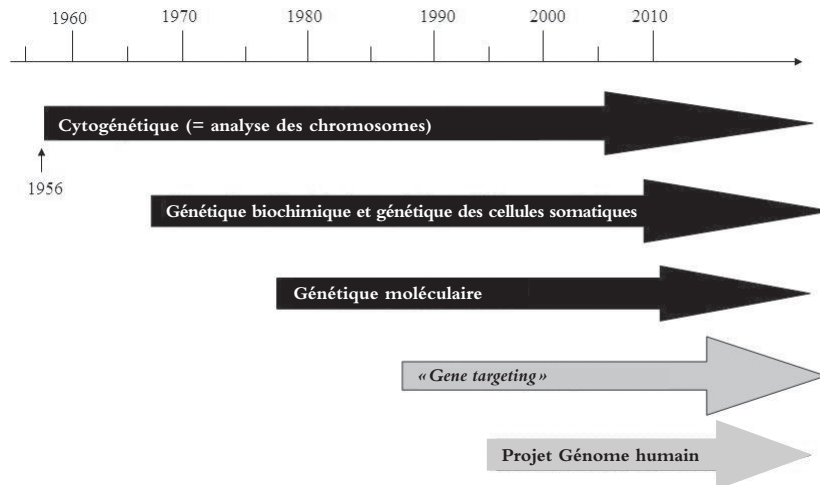 1960 1970 1980 1990 2000 2010
Cytogénétique (= analyse des chromosomes)
1956
Génétique biochimique et génétique des cellules somatiques
Génétique moléculaire
« Gene targeting »
Projet Génome humain